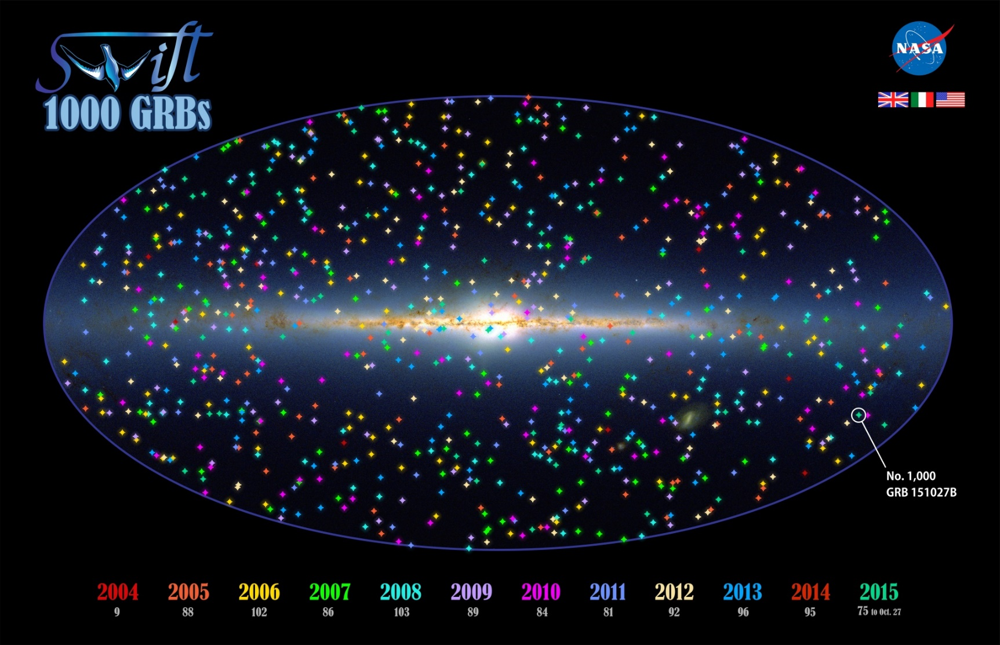 Swift
1000 GRBs
NASA
No. 1,000
GRB 151027B
2004 2005 2006 2007 2008 2009 2010 2011 2012 2013 2014 2015
9 88 102 86 103 89 84 81 92 96 95 75 to Oct. 27